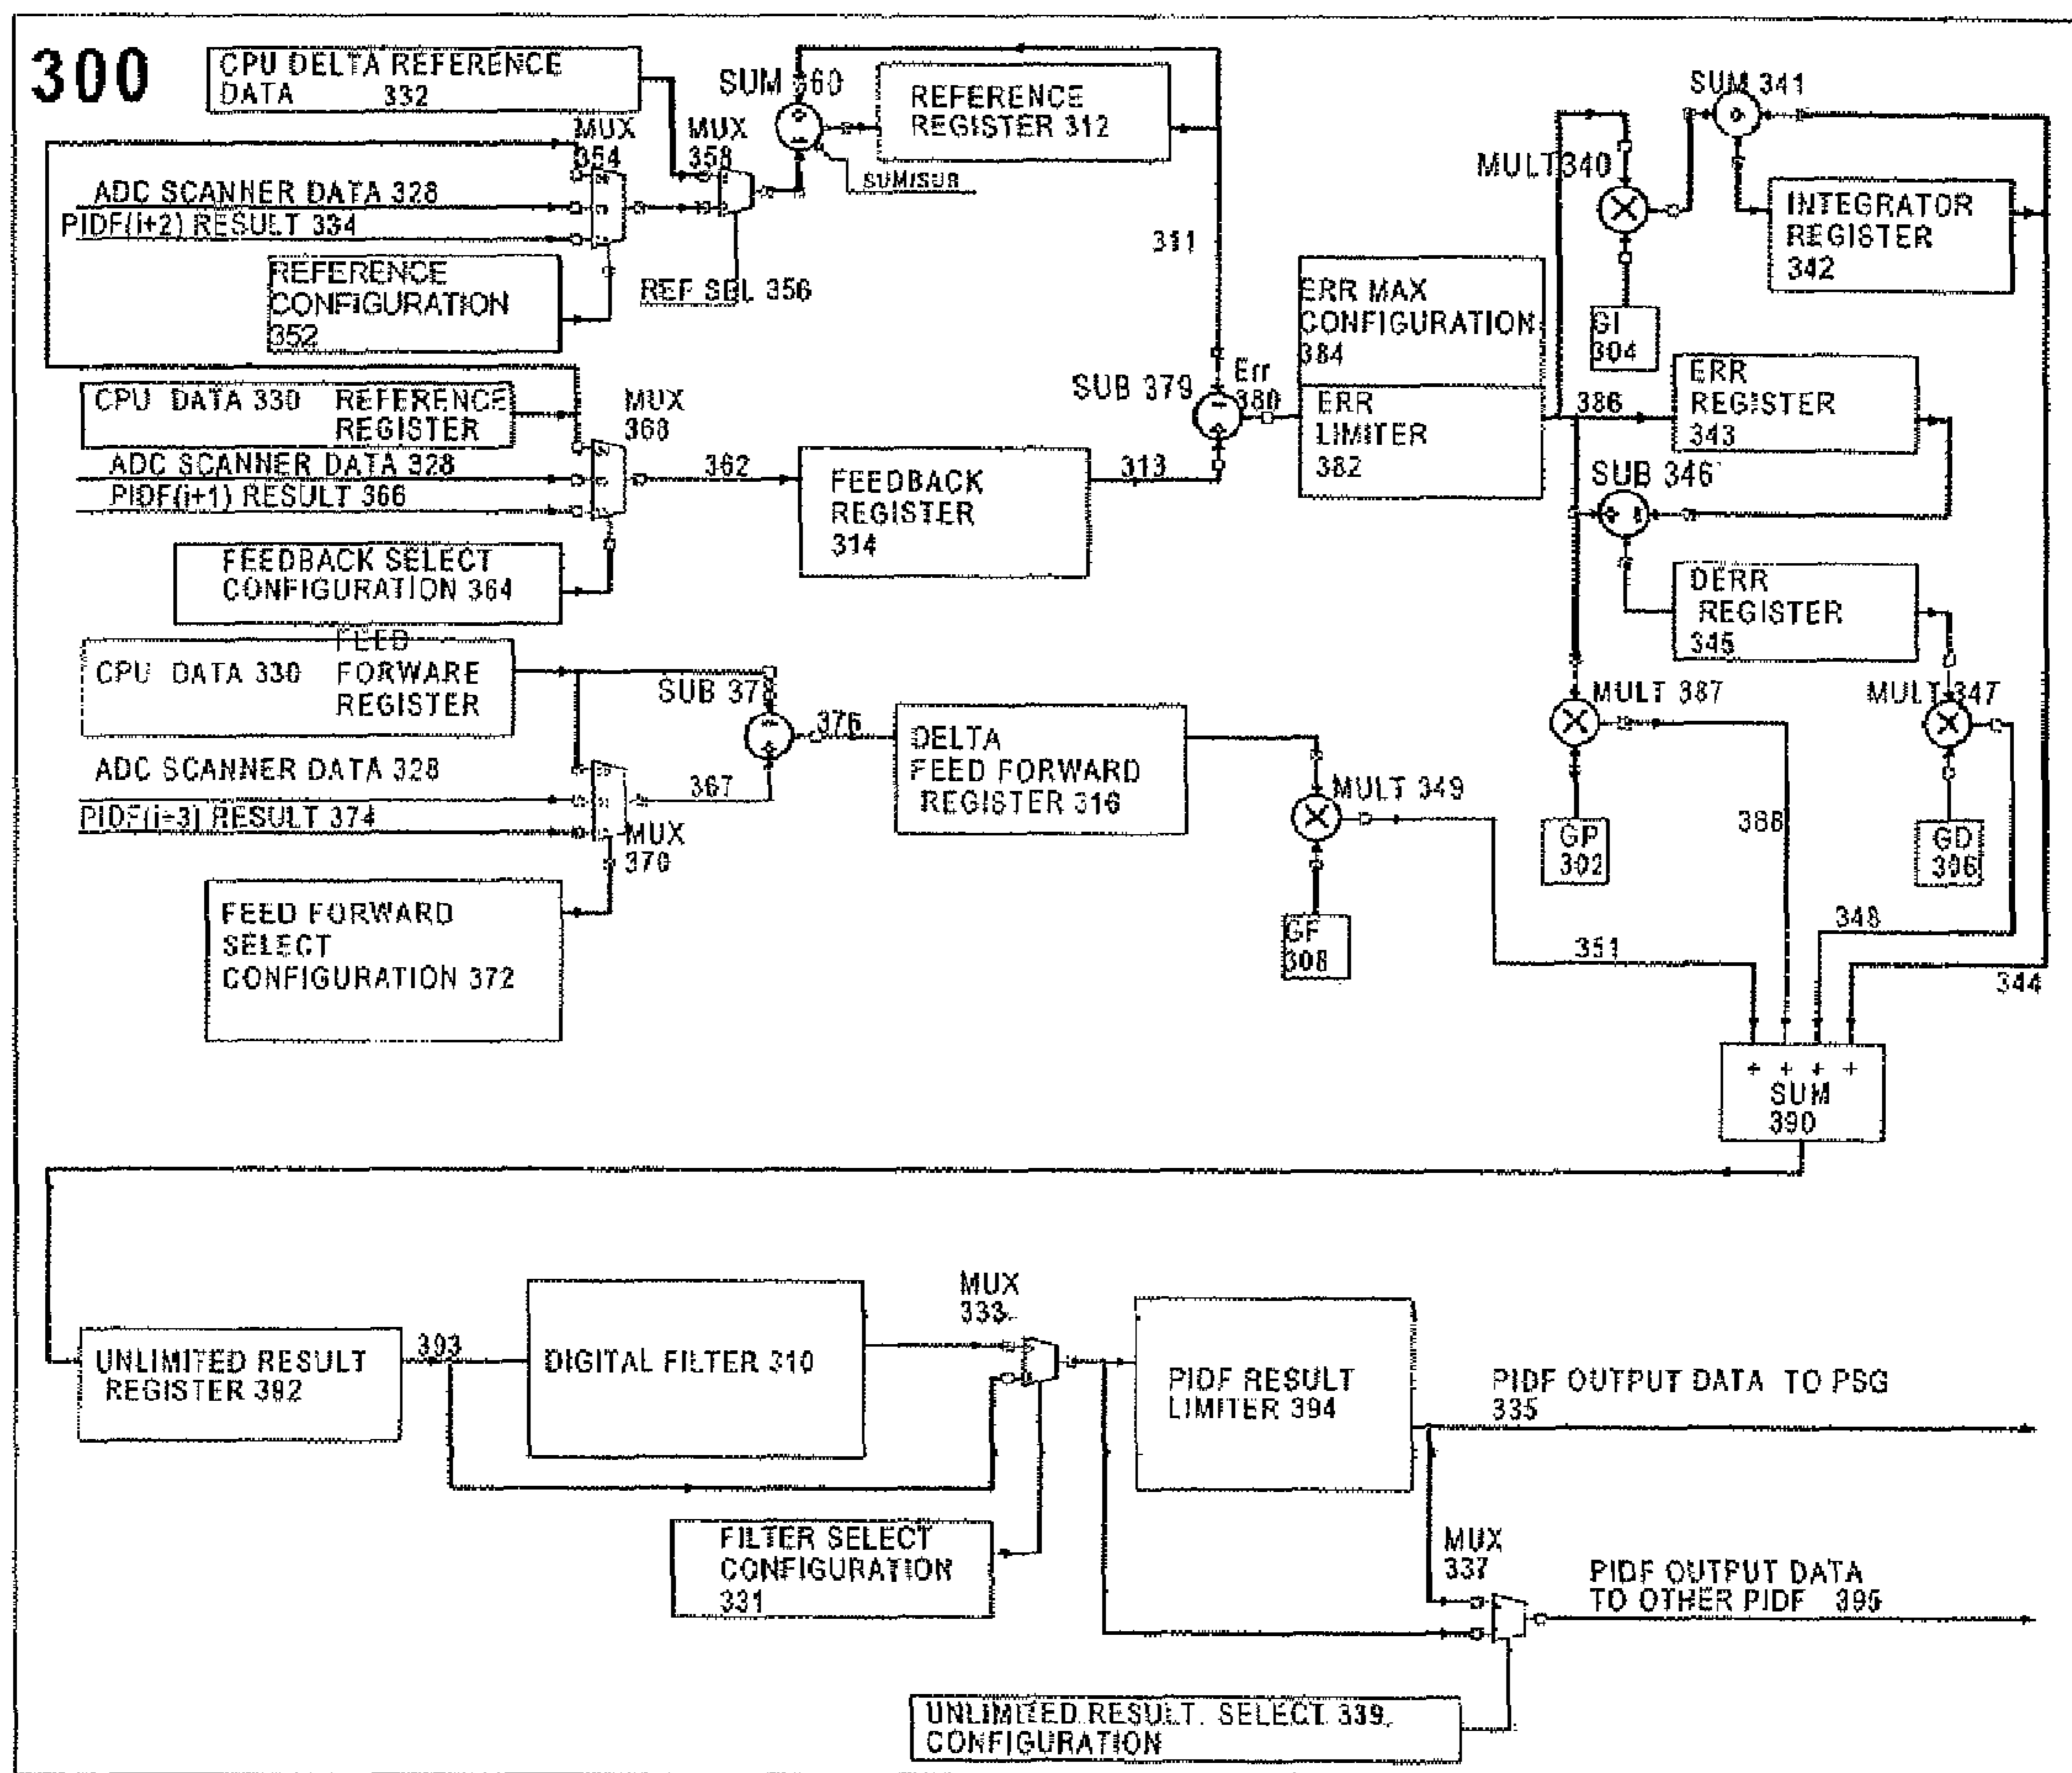 300
CPU DELTA REFERENCE
DATA 332
SUM 360
REFERENCE
REGISTER 312
SUM 341
MUX
354
MUX
358
MULT 340
ADC SCANNER DATA 328
SUM/SUB
PIDF(i+2) RESULT 334
INTEGRATOR
REGISTER
342
311
REFERENCE
CONFIGURATION
352
REF SEL 356
ERR MAX
CONFIGURATION
384
GI
304
SUB 379
Err
380
ERR
LIMITER
382
386
ERR
REGISTER
343
CPU DATA 330 REFERENCE
REGISTER
MUX
368
ADC SCANNER DATA 328
362
313
PIDF(i+1) RESULT 366
FEEDBACK
REGISTER
314
SUB 346
FEEDBACK SELECT
CONFIGURATION 364
DERR
REGISTER
345
FEED
CPU DATA 330 FORWARE
REGISTER
SUB 37
MULT 387
MULT 347
376
DELTA
FEED FORWARD
REGISTER 316
ADC SCANNER DATA 328
367
MULT 349
PIDF(i+3) RESULT 374
MUX
370
388
GP
302
GD
306
FEED FORWARD
SELECT
CONFIGURATION 372
GF
308
348
351
344
+ + + +
SUM
390
MUX
333
393
UNLIMITED RESULT
REGISTER 392
DIGITAL FILTER 310
PIDF RESULT
LIMITER 394
PIDF OUTPUT DATA TO PSG
335
FILTER SELECT
CONFIGURATION
331
MUX
337
PIDF OUTPUT DATA
TO OTHER PIDF 395
UNLIMITED RESULT SELECT 339
CONFIGURATION